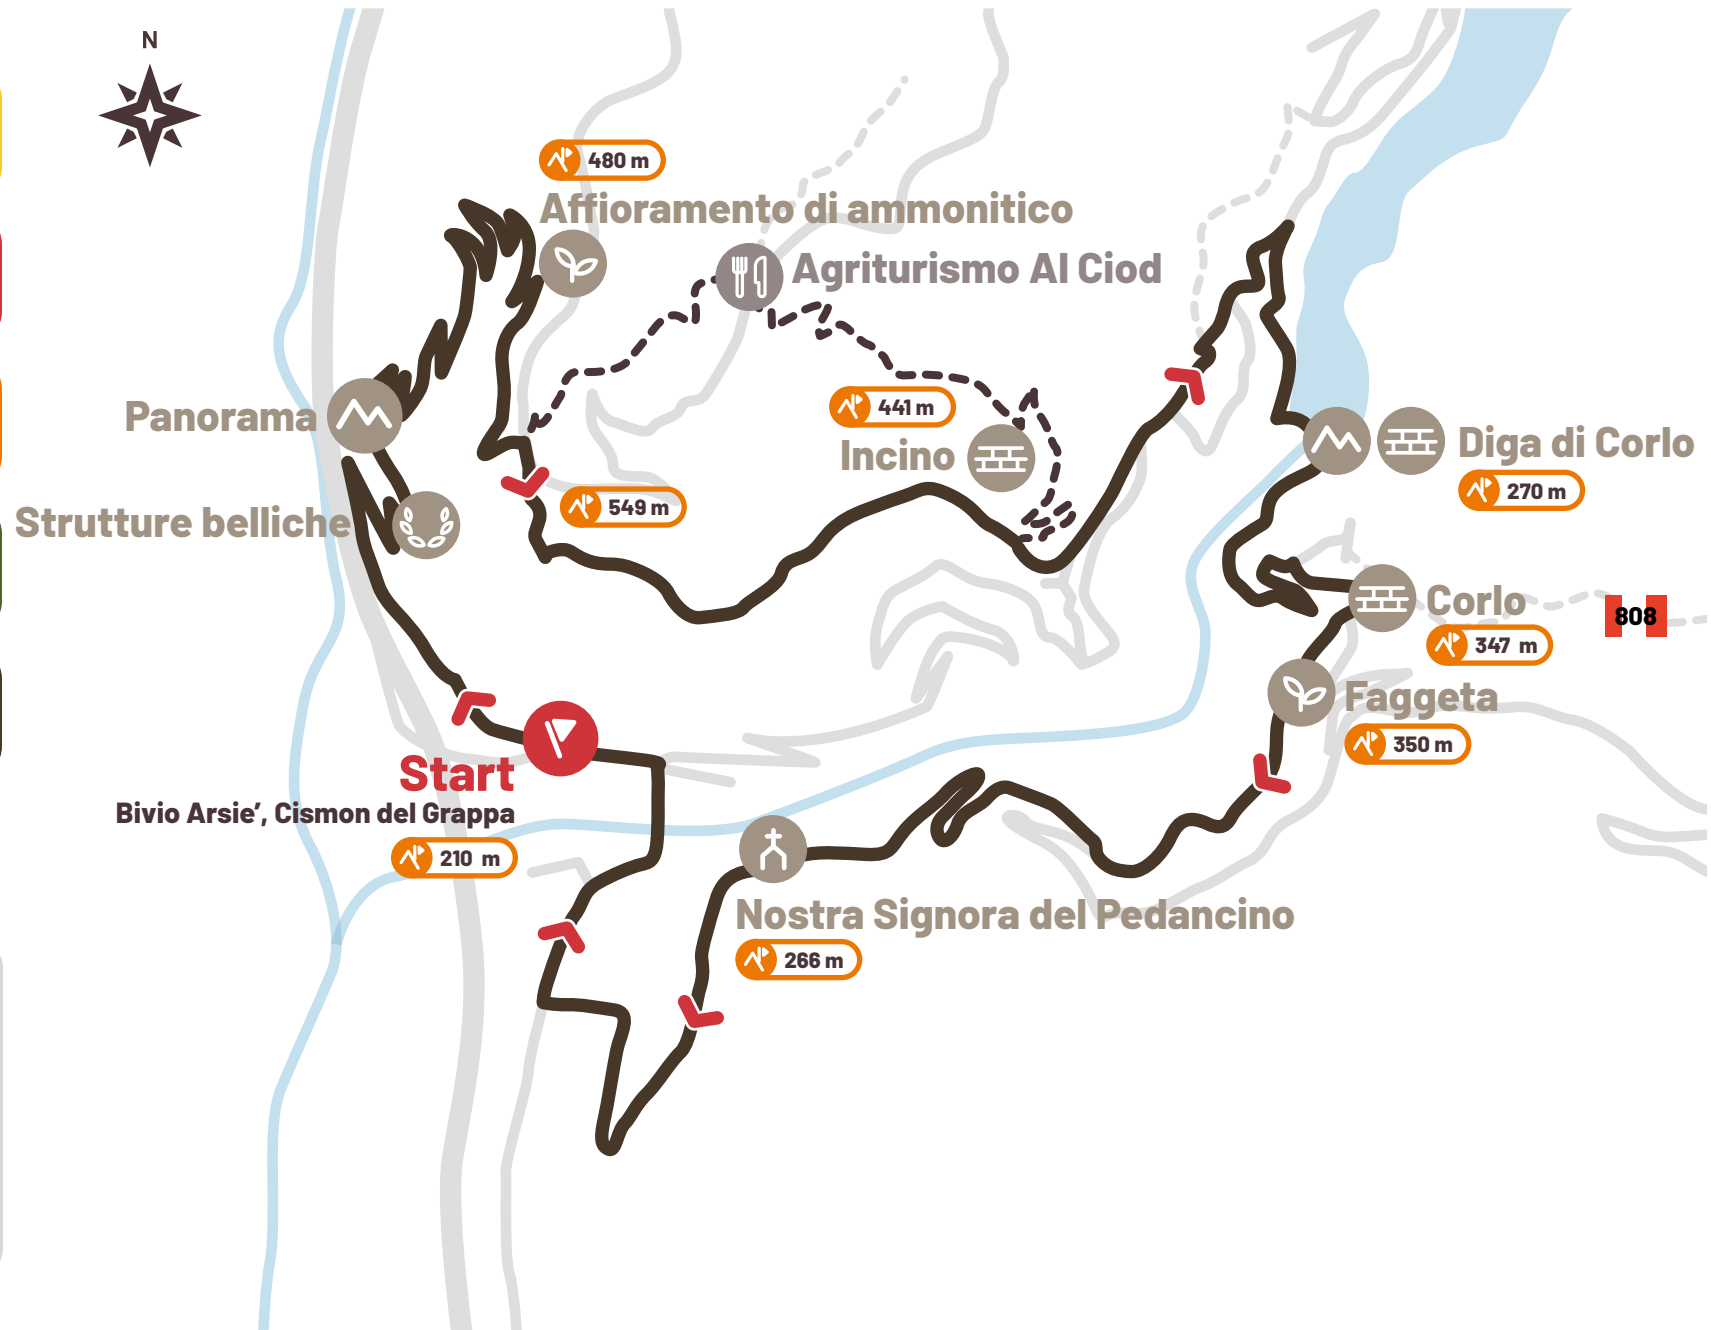 N
480 m
Affioramento di ammonitico
Agriturismo Al Ciod
441 m
Panorama
Incino
Diga di Corlo
270 m
549 m
Strutture belliche
Corlo
808
347 m
Faggeta
350 m
Start
Bivio Arsie’, Cismon del Grappa
210 m
Nostra Signora del Pedancino
266 m